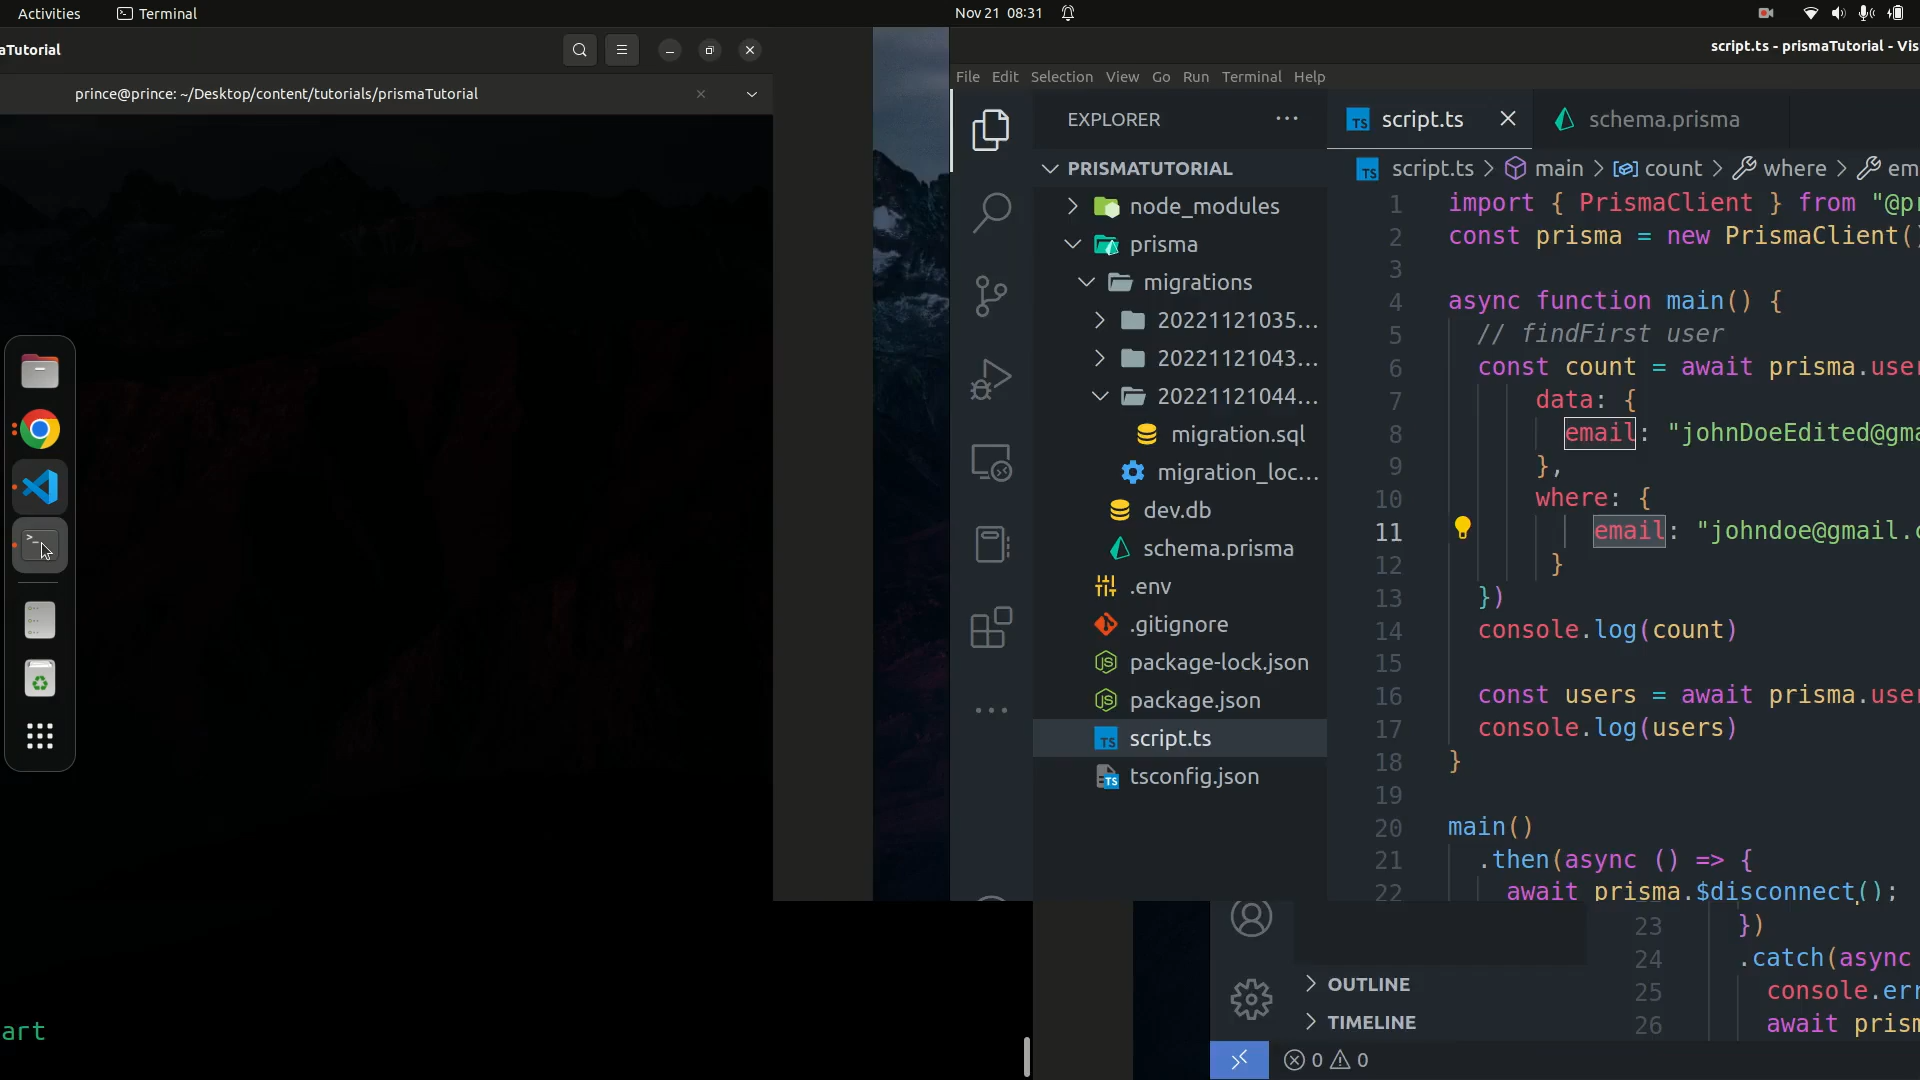 Activities
Terminal
Nov 21 08:31
aTutorial
prince@prince: ~/Desktop/content/tutorials/prismaTutorial
art
script.ts - prismaTutorial - Vis
File Edit Selection View Go Run Terminal Help
EXPLORER
PRISMATUTORIAL
node_modules
prisma
migrations
20221121035...
20221121043...
20221121044...
migration.sql
migration_loc...
dev.db
schema.prisma
.env
.gitignore
package-lock.json
package.json
script.ts
tsconfig.json
OUTLINE
TIMELINE
script.ts
schema.prisma
script.ts > main > count > where > em
1 import { PrismaClient } from "@pr
2 const prisma = new PrismaClient()
3
4 async function main() {
5 // findFirst user
6 const count = await prisma.user
7 data: {
8 email: "johnDoeEdited@gma
9 },
10 where: {
11 email: "johndoe@gmail.c
12 }
13 })
14 console.log(count)
15
16 const users = await prisma.user
17 console.log(users)
18 }
19
20 main()
21 .then(async () => {
22 await prisma.$disconnect();
23 })
24 .catch(async
25 console.err
26 await prism
0 0